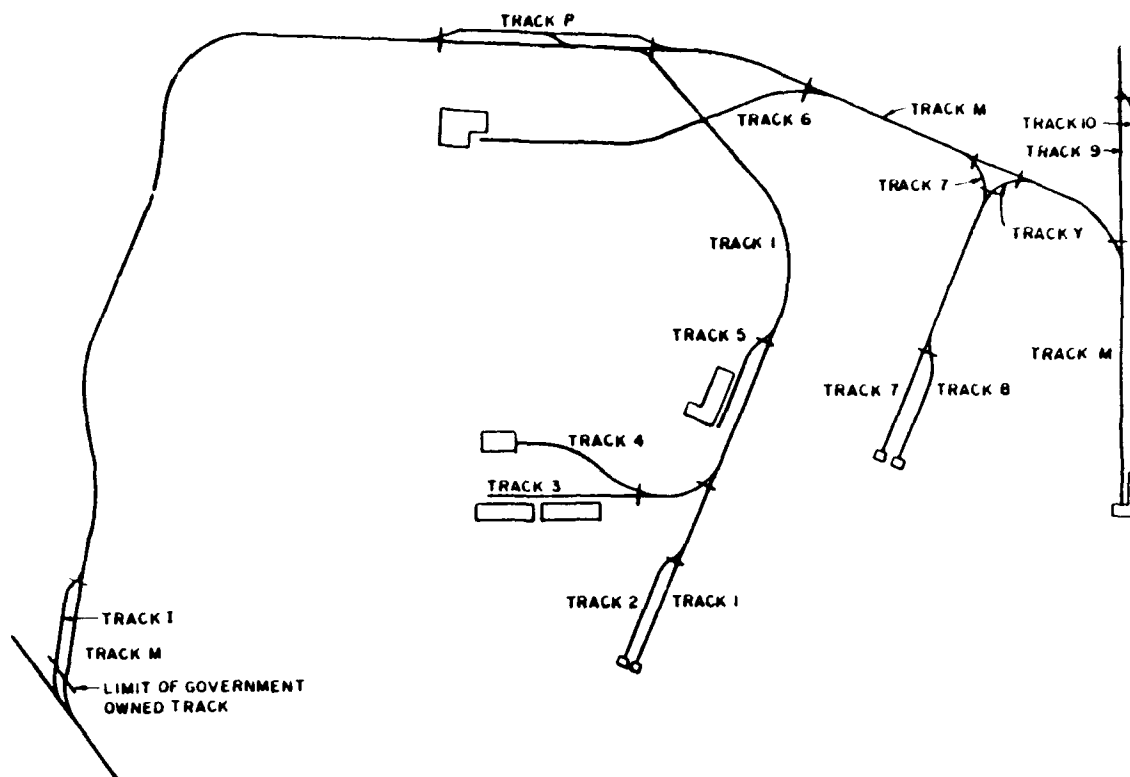 TRACK P
TRACK 6
TRACK M
TRACK 10
TRACK 9
TRACK 7
TRACK Y
TRACK 1
TRACK 5
TRACK M
TRACK 7
TRACK 8
TRACK 4
TRACK 3
TRACK 2
TRACK 1
TRACK I
TRACK M
LIMIT OF GOVERNMENT
OWNED TRACK